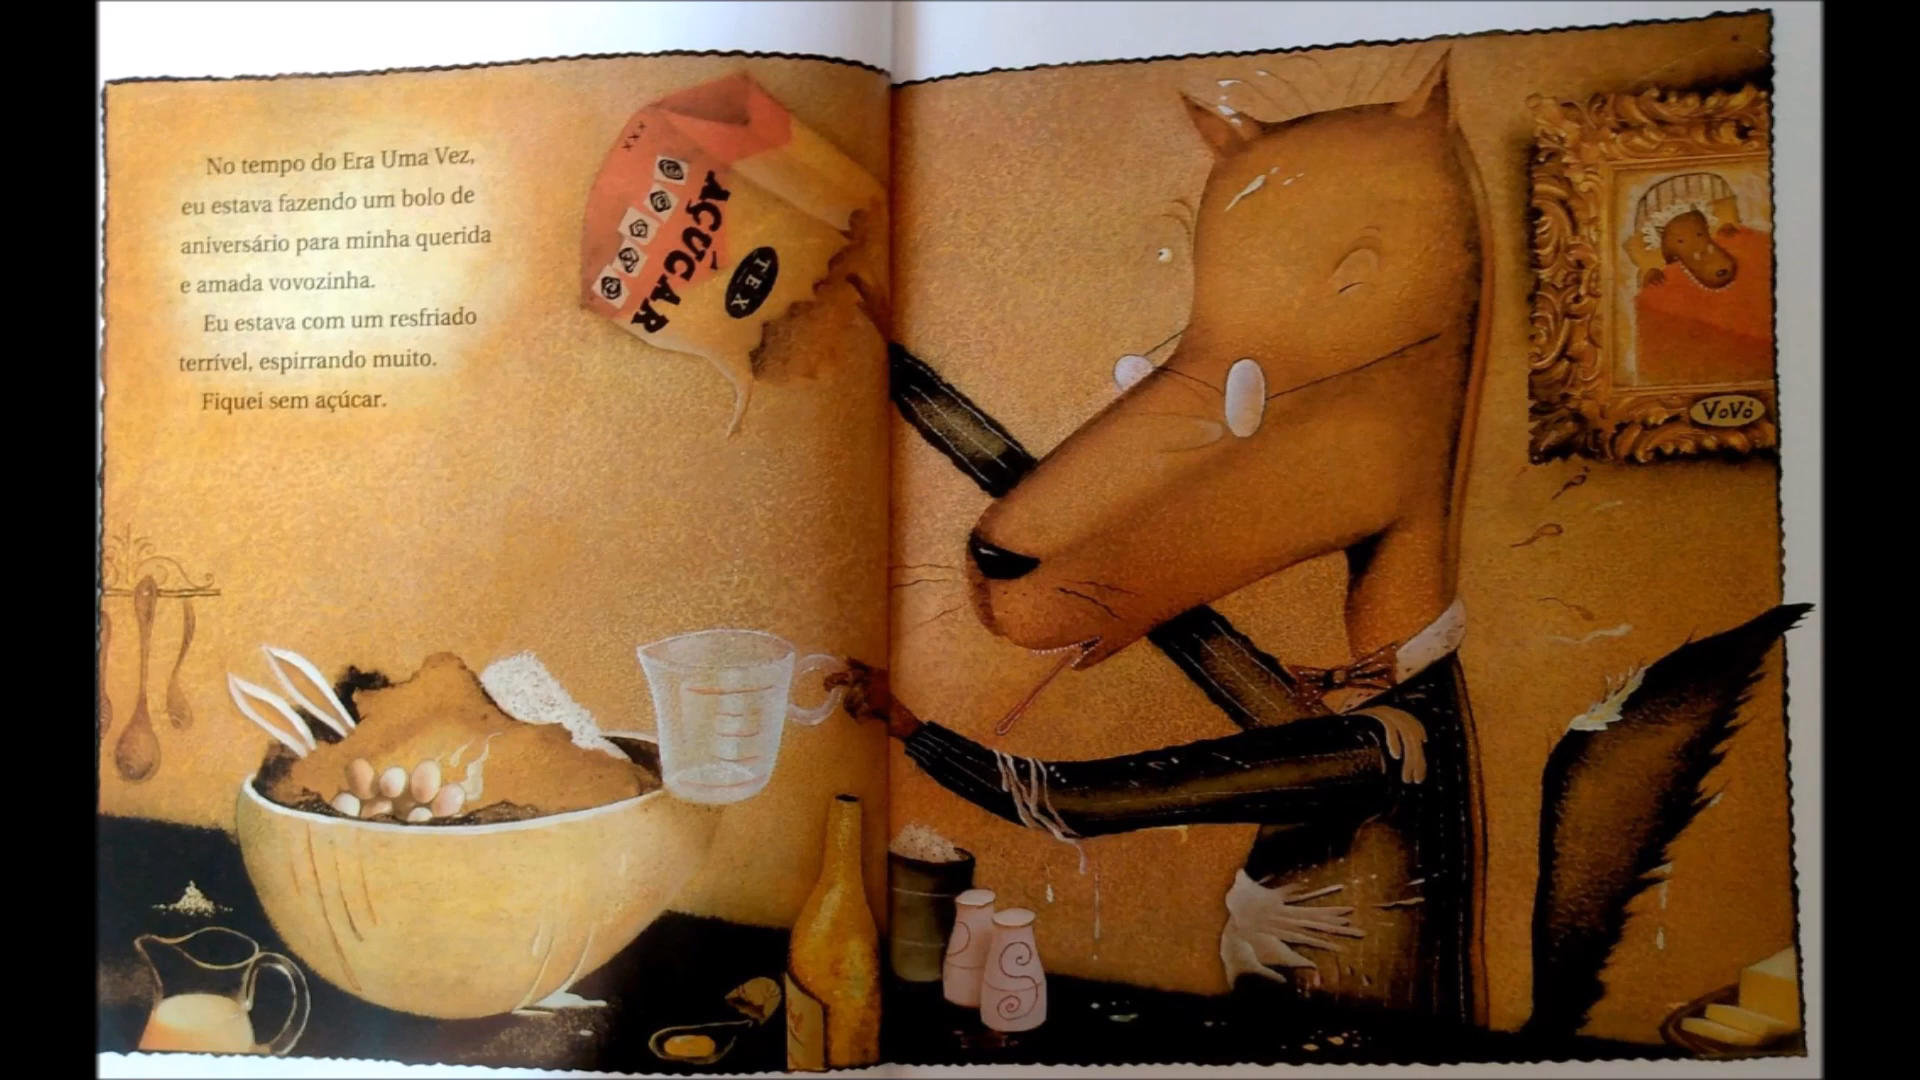 No tempo do Era Uma Vez,
eu estava fazendo um bolo de
aniversário para minha querida
e amada vovozinha.
Eu estava com um resfriado
terrível, espirrando muito.
Fiquei sem açúcar.
XXX
AÇÚCAR
TEX
VoVó